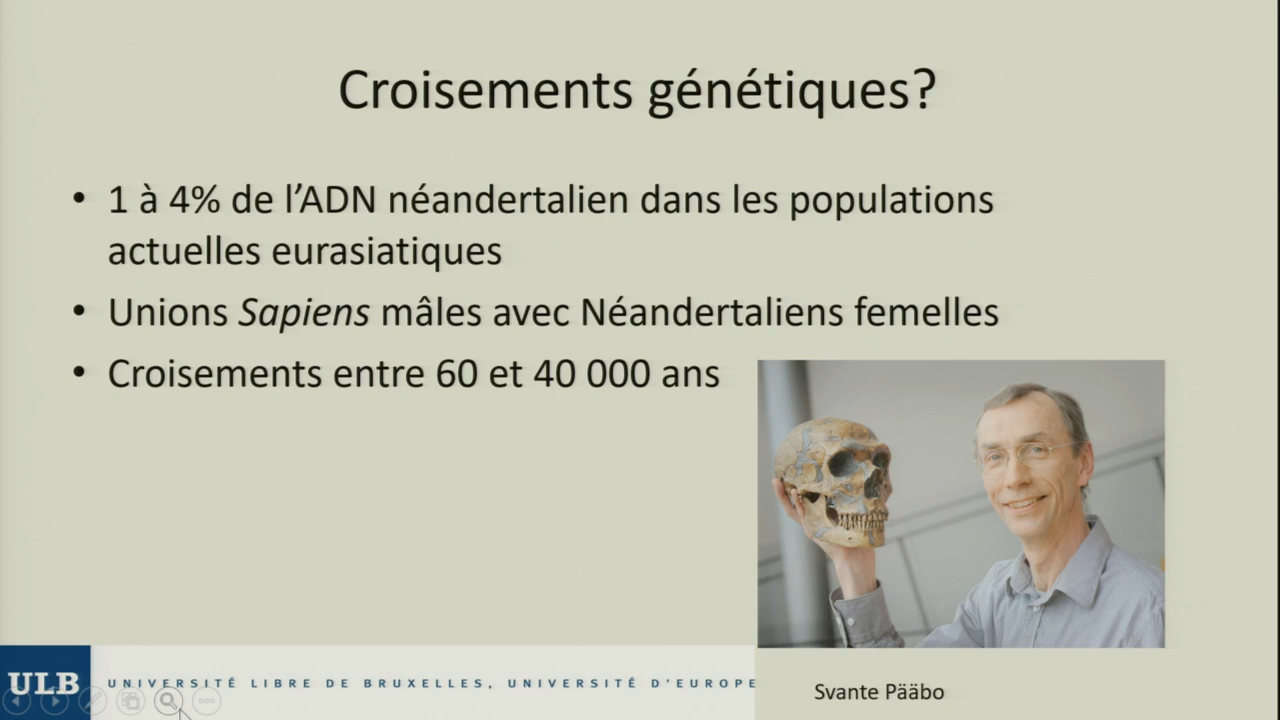 Croisements génétiques?
• 1 à 4% de l’ADN néandertalien dans les populations
actuelles eurasiatiques
• Unions Sapiens mâles avec Néandertaliens femelles
• Croisements entre 60 et 40 000 ans
ULB
UNIVERSITÉ LIBRE DE BRUXELLES, UNIVERSITÉ D'EUROPE
Svante Pääbo